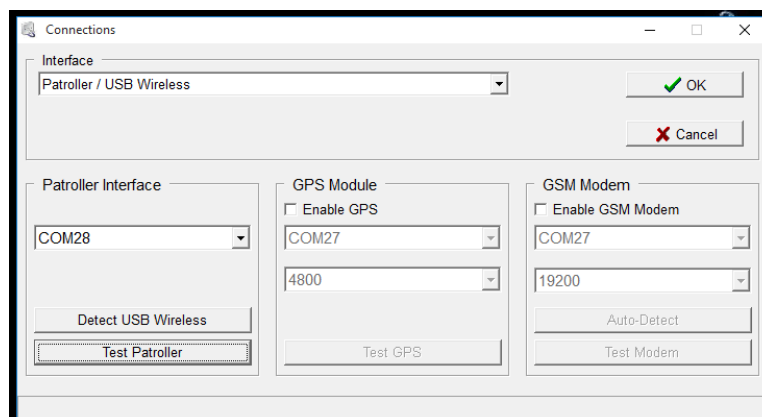 Connections
Interface
Patroller / USB Wireless
OK
Cancel
Patroller Interface
COM28
Detect USB Wireless
Test Patroller
GPS Module
Enable GPS
COM27
4800
Test GPS
GSM Modem
Enable GSM Modem
COM27
19200
Auto-Detect
Test Modem